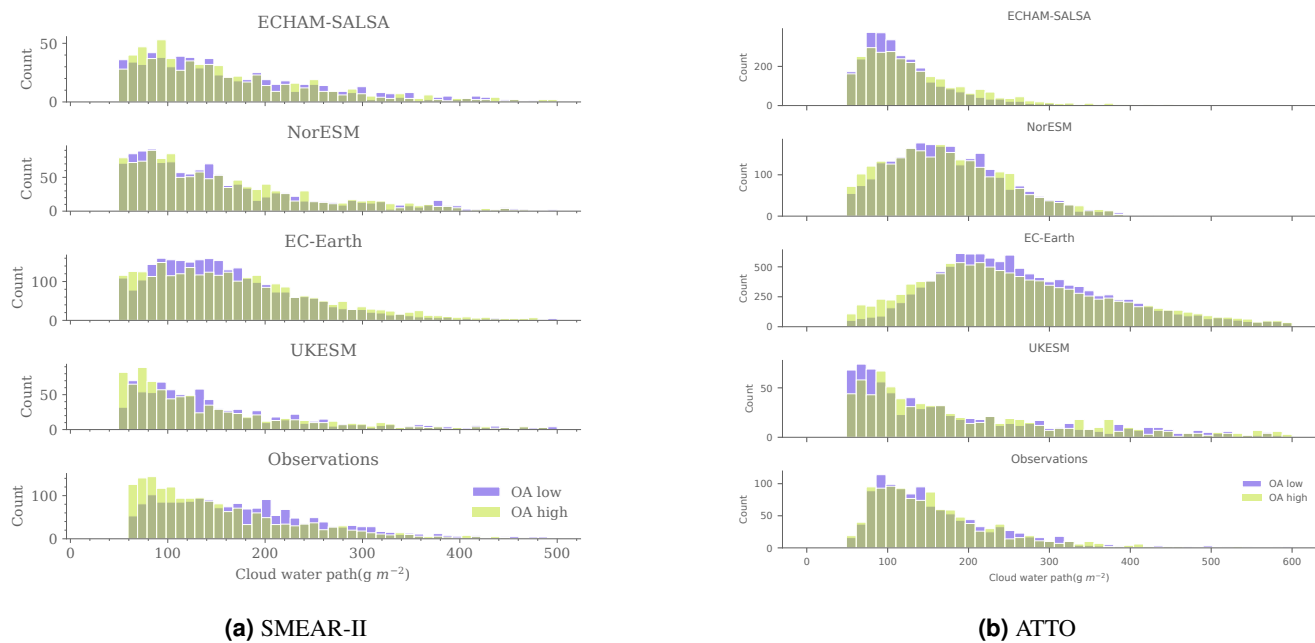 ECHAM-SALSA
50
0
Count
NorESM
50
0
Count
EC-Earth
100
0
Count
UKESM
50
0
Count
Observations
100
0
Count
OA low
OA high
0 100 200 300 400 500
Cloud water path(g m⁻²)
(a) SMEAR-II
ECHAM-SALSA
200
0
Count
NorESM
100
0
Count
EC-Earth
500
250
0
Count
UKESM
50
0
Count
Observations
100
50
0
Count
OA low
OA high
0 100 200 300 400 500 600
Cloud water path(g m⁻²)
(b) ATTO